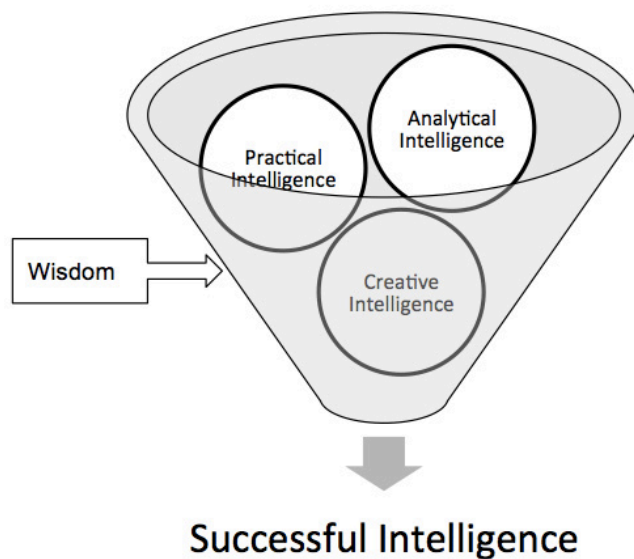 Analytical
Intelligence
Practical
Intelligence
Wisdom
Creative
Intelligence
Successful Intelligence